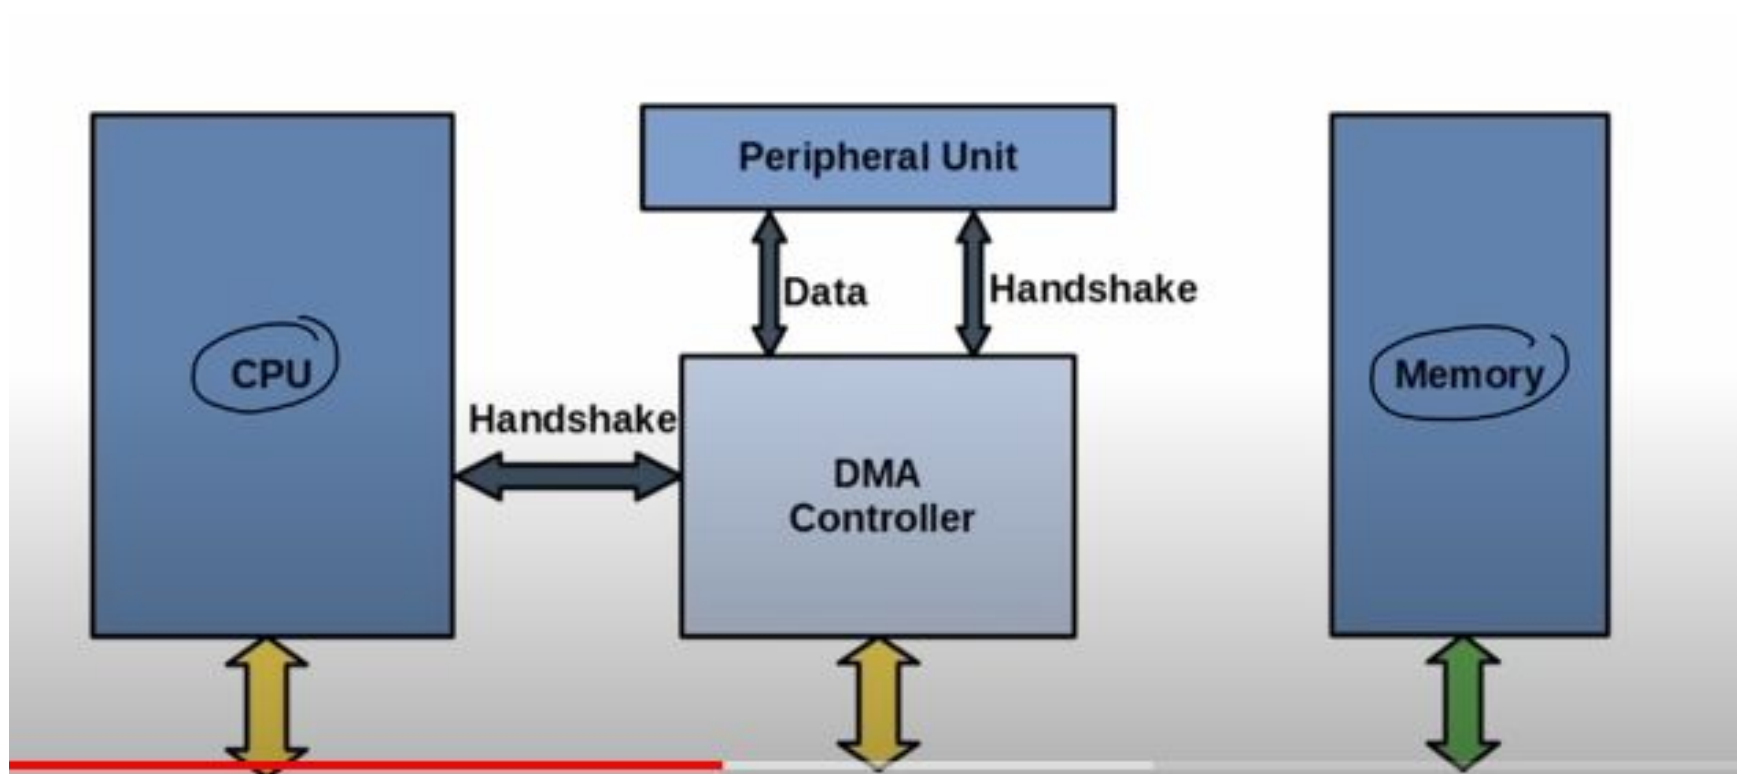 Peripheral Unit
Data
Handshake
CPU
Handshake
DMA
Controller
Memory